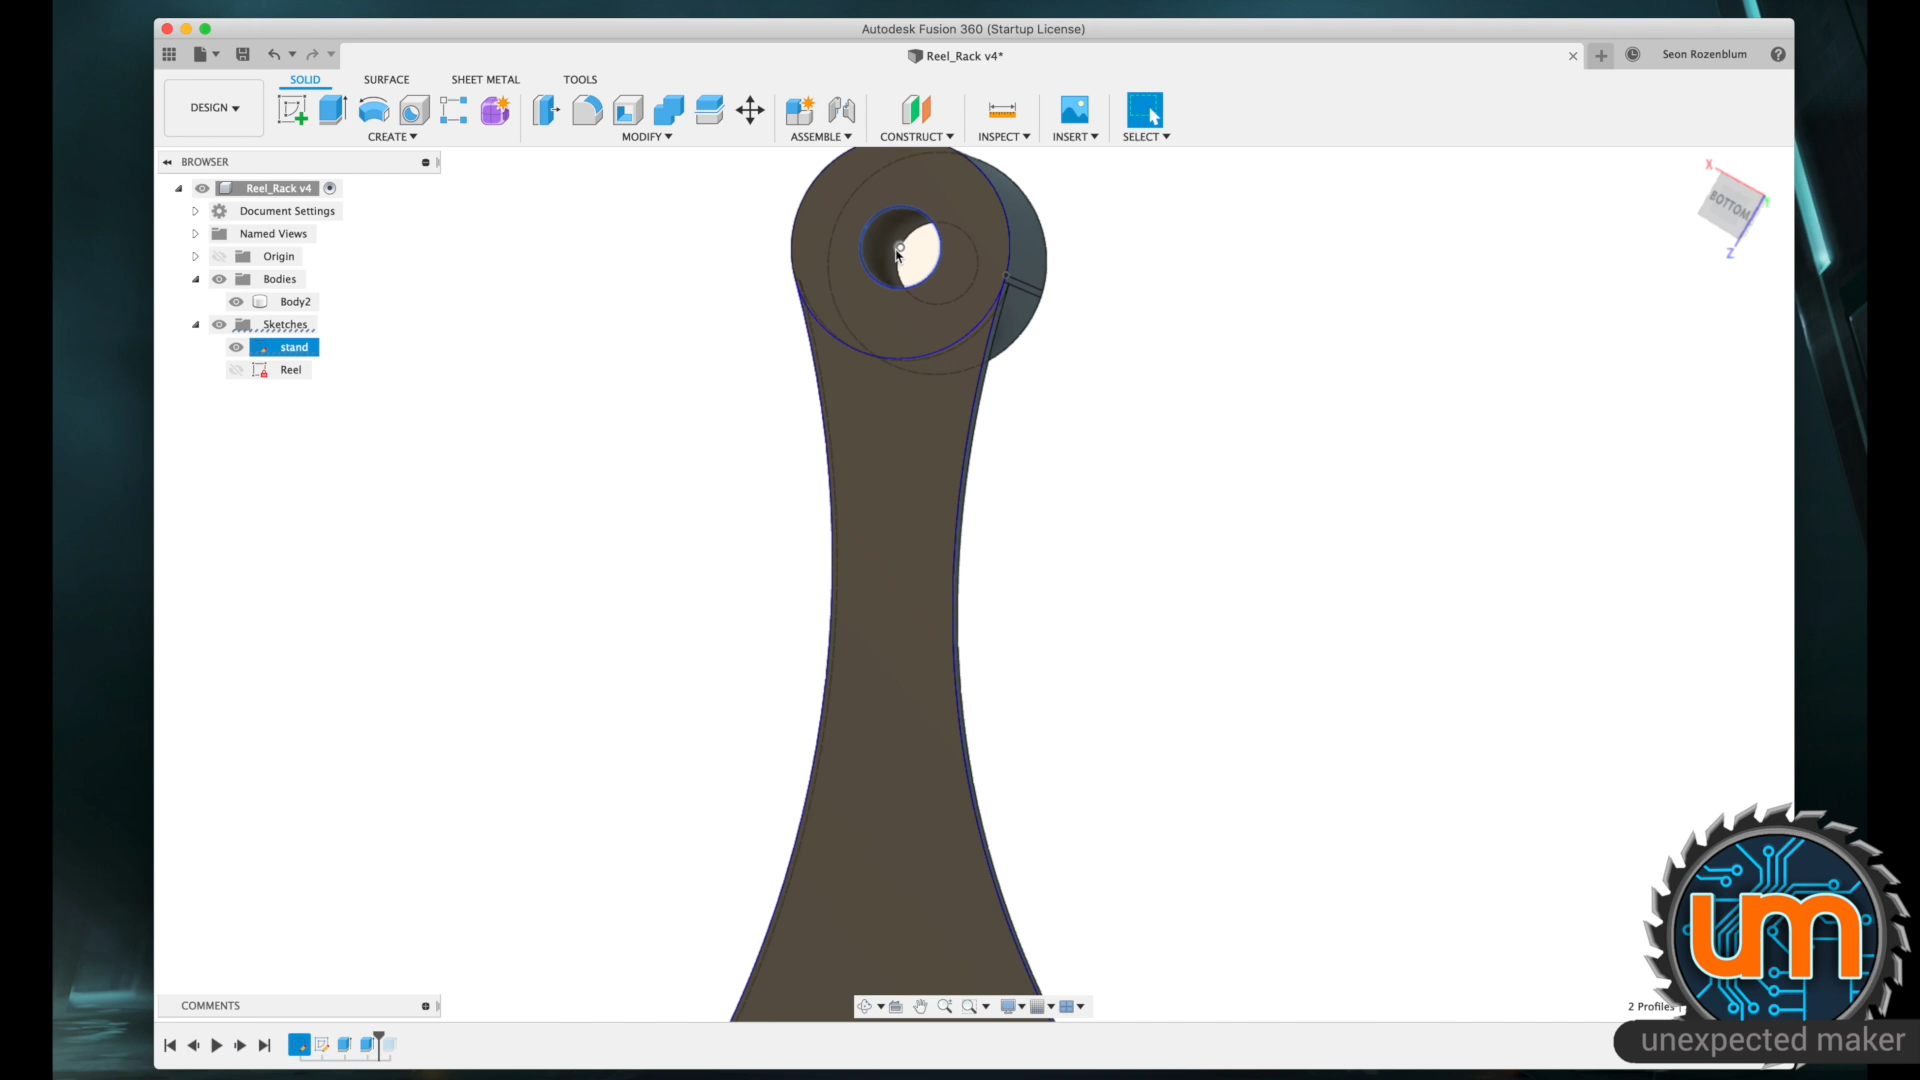 Autodesk Fusion 360 (Startup License)
Reel_Rack v4*
Seon Rozenblum
DESIGN
SOLID
SURFACE
SHEET METAL
TOOLS
CREATE
MODIFY
ASSEMBLE
CONSTRUCT
INSPECT
INSERT
SELECT
BROWSER
Reel_Rack v4
Document Settings
Named Views
Origin
Bodies
Body2
Sketches
stand
Reel
X
BOTTOM
Y
Z
COMMENTS
2 Profiles
um
unexpected maker